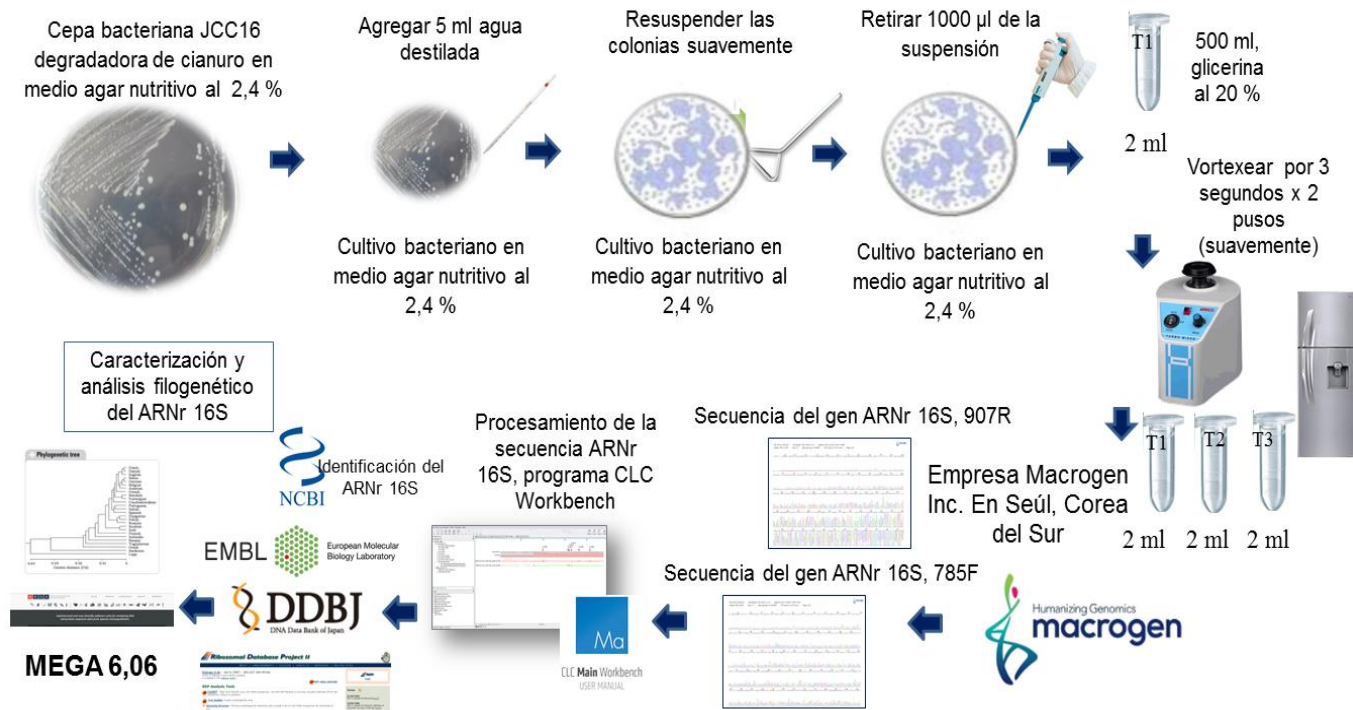 Cepa bacteriana JCC16
degradadora de cianuro en
medio agar nutritivo al 2,4 %
Agregar 5 ml agua
destilada
Resuspender las
colonias suavemente
Retirar 1000 µl de la
suspensión
T1
500 ml,
glicerina
al 20 %
2 ml
Cultivo bacteriano en
medio agar nutritivo al
2,4 %
Cultivo bacteriano en
medio agar nutritivo al
2,4 %
Cultivo bacteriano en
medio agar nutritivo al
2,4 %
Vortexear por 3
segundos x 2
pusos
(suavemente)
T1
T2
T3
2 ml
2 ml
2 ml
Empresa Macrogen
Inc. En Seúl, Corea
del Sur
Humanizing Genomics
macrogen
Secuencia del gen ARNr 16S, 907R
Secuencia del gen ARNr 16S, 785F
Procesamiento de la
secuencia ARNr
16S, programa CLC
Workbench
Ma
CLC Main Workbench
USER MANUAL
Identificación del
ARNr 16S
NCBI
EMBL
European Molecular
Biology Laboratory
DDBJ
DNA Data Bank of Japan
Ribosomal Database Project II
Caracterización y
análisis filogenético
del ARNr 16S
Phylogenetic tree
MEGA 6,06